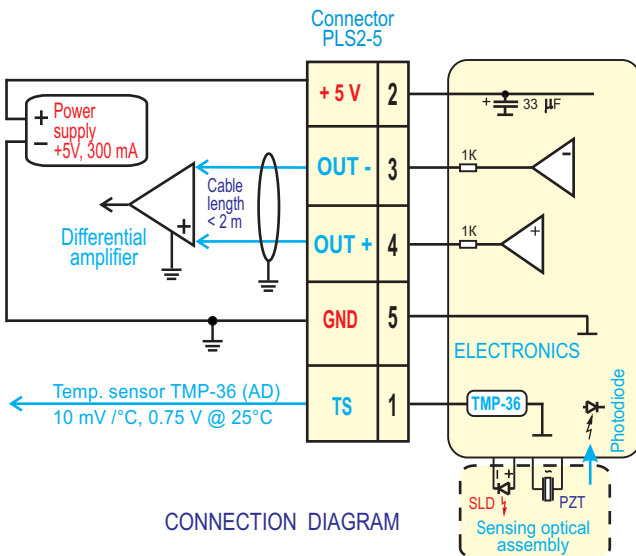 Connector
PLS2-5
+ 5 V
2
+ 33 µF
+
−
Power
supply
+5V, 300 mA
OUT -
3
1K
-
Cable
length
< 2 m
+
Differential
amplifier
OUT +
4
1K
+
GND
5
ELECTRONICS
Temp. sensor TMP-36 (AD)
10 mV /°C, 0.75 V @ 25°C
TS
1
TMP-36
Photodiode
− +
~
SLD
PZT
Sensing optical
assembly
CONNECTION DIAGRAM